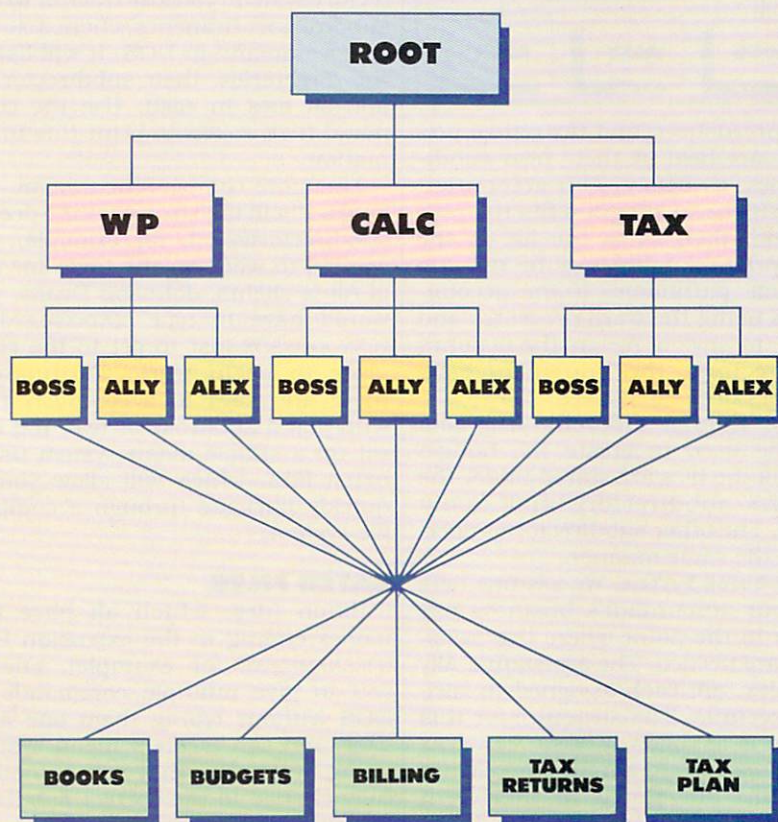 ROOT
WP
CALC
TAX
BOSS
ALLY
ALEX
BOSS
ALLY
ALEX
BOSS
ALLY
ALEX
BOOKS
BUDGETS
BILLING
TAX
RETURNS
TAX
PLAN